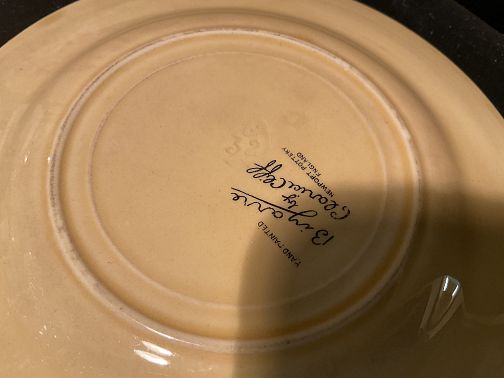 HAND PAINTED
Bizarre
by
Clarice Cliff
NEWPORT POTTERY
ENGLAND